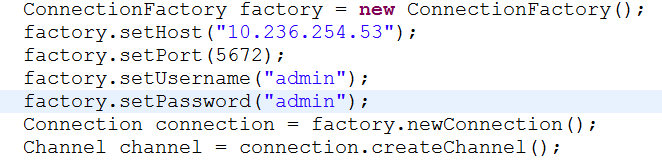 ConnectionFactory factory = new ConnectionFactory();
factory.setHost("10.236.254.53");
factory.setPort(5672);
factory.setUsername("admin");
factory.setPassword("admin");
Connection connection = factory.newConnection();
Channel channel = connection.createChannel();